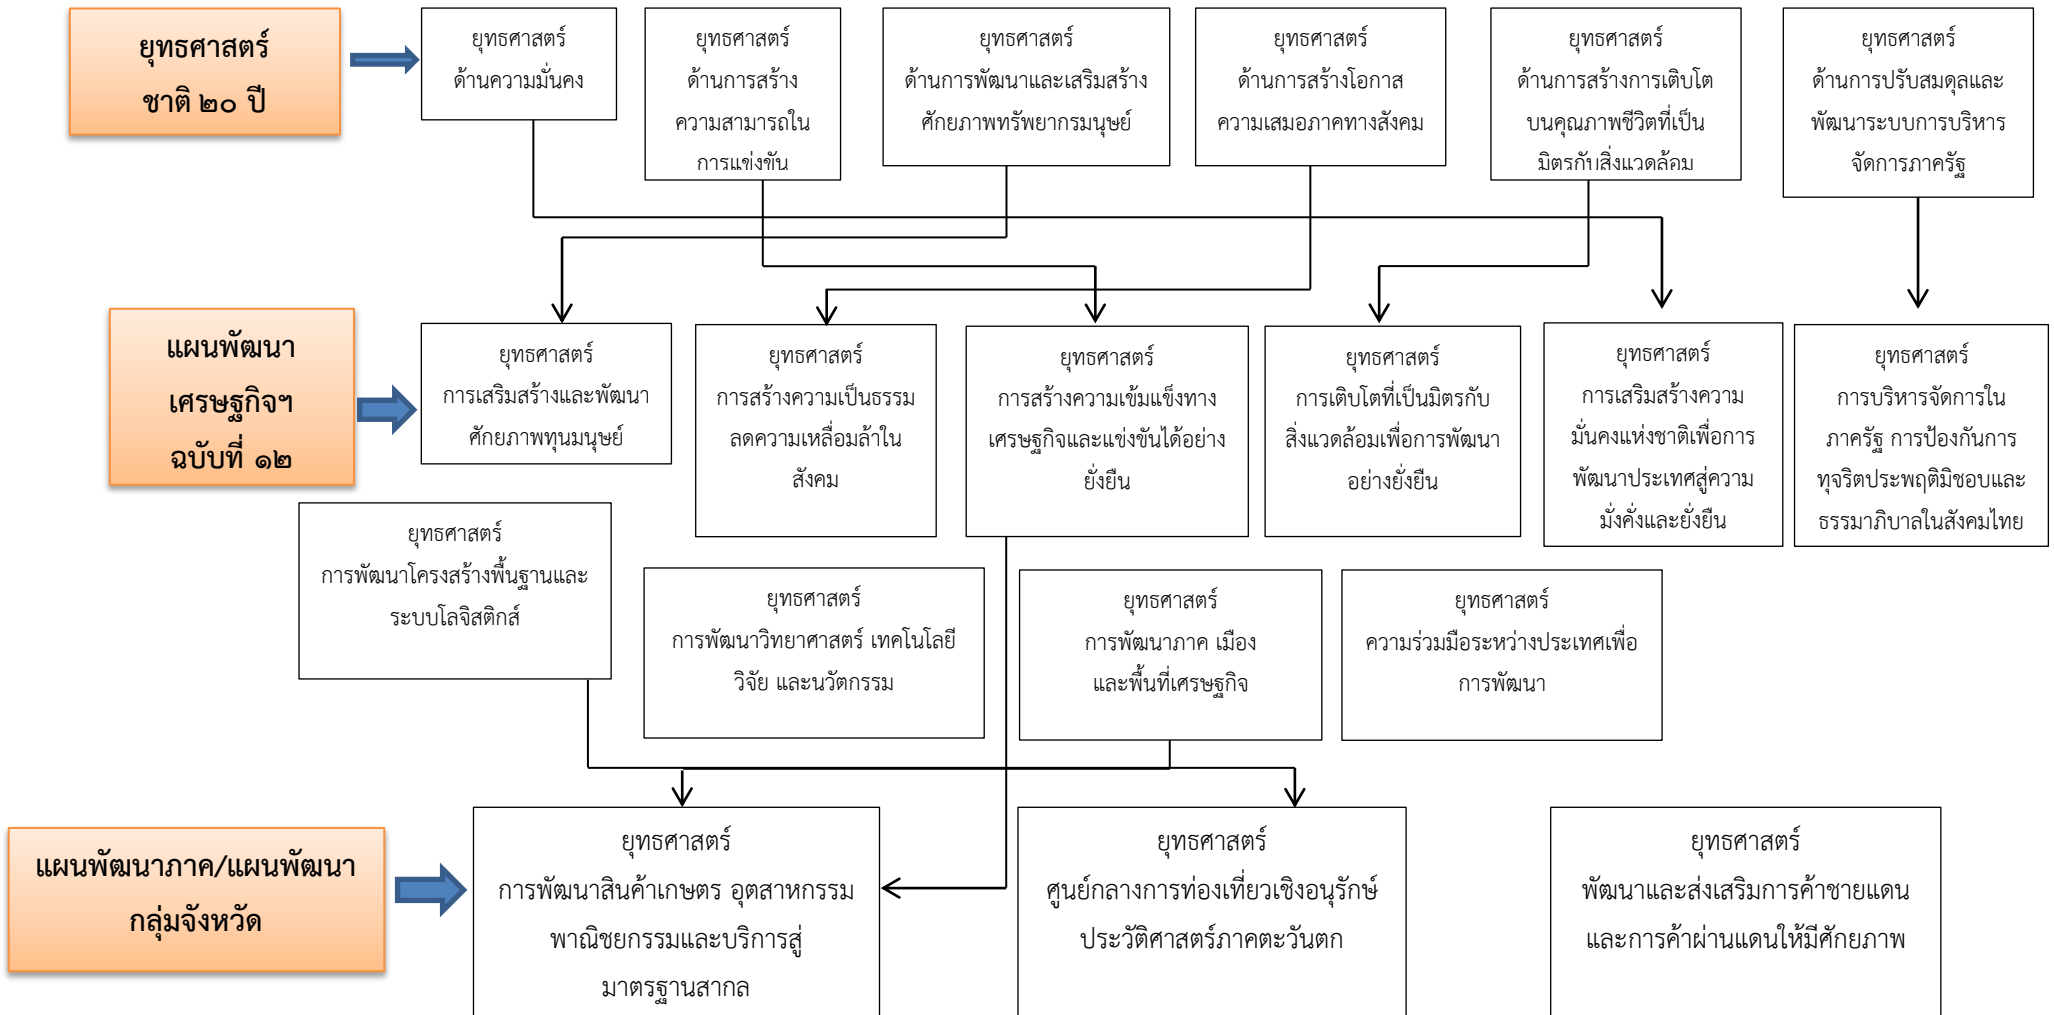 ยุทธศาสตร์
ชาติ ๒๐ ปี
ยุทธศาสตร์
ด้านความมั่นคง
ยุทธศาสตร์
ด้านการสร้าง
ความสามารถใน
การแข่งขัน
ยุทธศาสตร์
ด้านการพัฒนาและเสริมสร้าง
ศักยภาพทรัพยากรมนุษย์
ยุทธศาสตร์
ด้านการสร้างโอกาส
ความเสมอภาคทางสังคม
ยุทธศาสตร์
ด้านการสร้างการเติบโต
บนคุณภาพชีวิตที่เป็น
มิตรกับสิ่งแวดล้อม
ยุทธศาสตร์
ด้านการปรับสมดุลและ
พัฒนาระบบการบริหาร
จัดการภาครัฐ
แผนพัฒนา
เศรษฐกิจฯ
ฉบับที่ ๑๒
ยุทธศาสตร์
การเสริมสร้างและพัฒนา
ศักยภาพทุนมนุษย์
ยุทธศาสตร์
การสร้างความเป็นธรรม
ลดความเหลื่อมล้ำใน
สังคม
ยุทธศาสตร์
การสร้างความเข้มแข็งทาง
เศรษฐกิจและแข่งขันได้อย่าง
ยั่งยืน
ยุทธศาสตร์
การเติบโตที่เป็นมิตรกับ
สิ่งแวดล้อมเพื่อการพัฒนา
อย่างยั่งยืน
ยุทธศาสตร์
การเสริมสร้างความ
มั่นคงแห่งชาติเพื่อการ
พัฒนาประเทศสู่ความ
มั่งคั่งและยั่งยืน
ยุทธศาสตร์
การบริหารจัดการใน
ภาครัฐ การป้องกันการ
ทุจริตประพฤติมิชอบและ
ธรรมาภิบาลในสังคมไทย
ยุทธศาสตร์
การพัฒนาโครงสร้างพื้นฐานและ
ระบบโลจิสติกส์
ยุทธศาสตร์
การพัฒนาวิทยาศาสตร์ เทคโนโลยี
วิจัย และนวัตกรรม
ยุทธศาสตร์
การพัฒนาภาค เมือง
และพื้นที่เศรษฐกิจ
ยุทธศาสตร์
ความร่วมมือระหว่างประเทศเพื่อ
การพัฒนา
แผนพัฒนาภาค/แผนพัฒนา
กลุ่มจังหวัด
ยุทธศาสตร์
การพัฒนาสินค้าเกษตร อุตสาหกรรม
พาณิชยกรรมและบริการสู่
มาตรฐานสากล
ยุทธศาสตร์
ศูนย์กลางการท่องเที่ยวเชิงอนุรักษ์
ประวัติศาสตร์ภาคตะวันตก
ยุทธศาสตร์
พัฒนาและส่งเสริมการค้าชายแดน
และการค้าผ่านแดนให้มีศักยภาพ